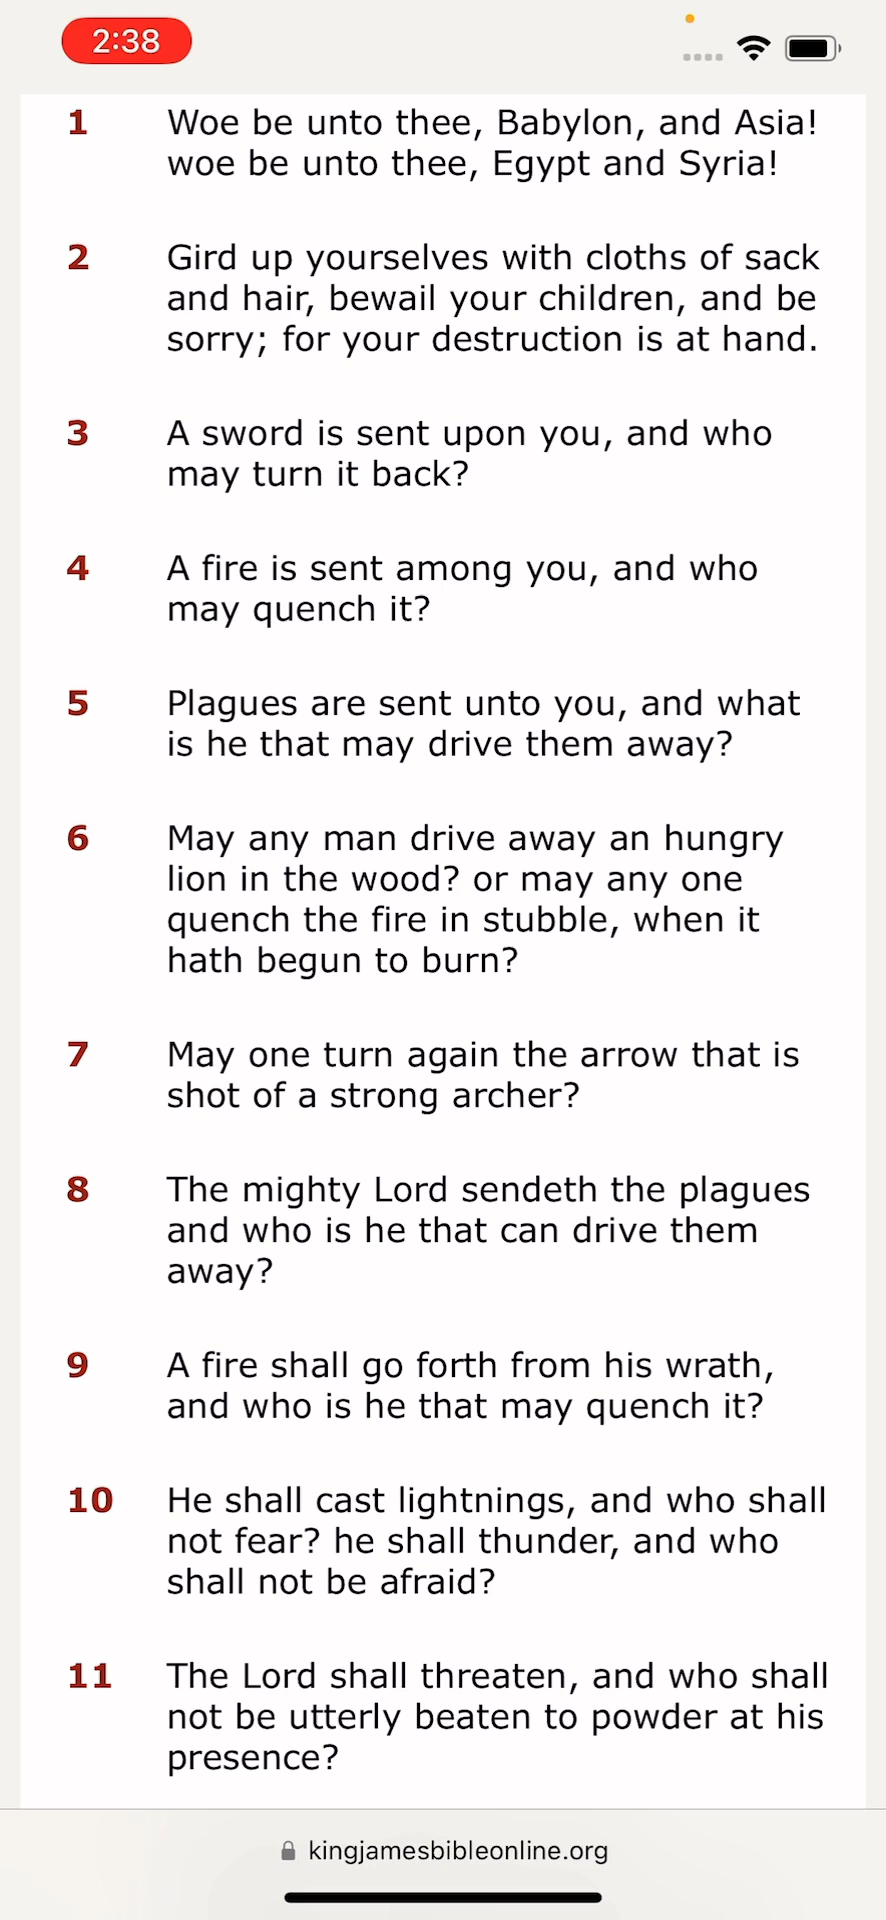 2:38
1 Woe be unto thee, Babylon, and Asia!
woe be unto thee, Egypt and Syria!
2 Gird up yourselves with cloths of sack
and hair, bewail your children, and be
sorry; for your destruction is at hand.
3 A sword is sent upon you, and who
may turn it back?
4 A fire is sent among you, and who
may quench it?
5 Plagues are sent unto you, and what
is he that may drive them away?
6 May any man drive away an hungry
lion in the wood? or may any one
quench the fire in stubble, when it
hath begun to burn?
7 May one turn again the arrow that is
shot of a strong archer?
8 The mighty Lord sendeth the plagues
and who is he that can drive them
away?
9 A fire shall go forth from his wrath,
and who is he that may quench it?
10 He shall cast lightnings, and who shall
not fear? he shall thunder, and who
shall not be afraid?
11 The Lord shall threaten, and who shall
not be utterly beaten to powder at his
presence?
kingjamesbibleonline.org